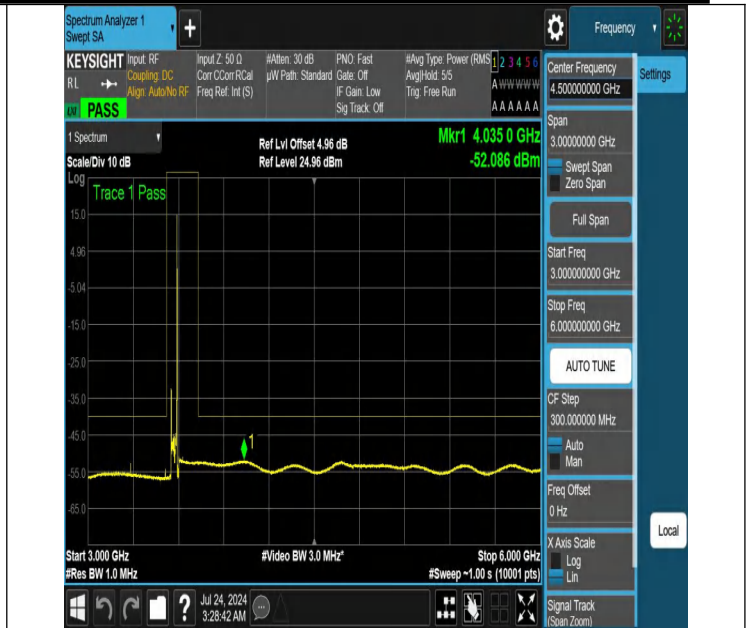 Spectrum Analyzer 1
Swept SA
+
Frequency
KEYSIGHT
RL
PASS
Input: RF
Coupling: DC
Align: Auto/No RF
Input Z: 50 Ω
Corr CCorr RCal
Freq Ref: Int (S)
#Atten: 30 dB
µW Path: Standard
PNO: Fast
Gate: Off
IF Gain: Low
Sig Track: Off
#Avg Type: Power (RMS
Avg|Hold: 5/5
Trig: Free Run
1 2 3 4 5 6
A W W W W W
A A A A A A
1 Spectrum
Scale/Div 10 dB
Log
Ref Lvl Offset 4.96 dB
Ref Level 24.96 dBm
Mkr1 4.035 0 GHz
-52.086 dBm
Trace 1 Pass
15.0
4.96
-5.04
-15.0
-25.0
-35.0
-45.0
-55.0
-65.0
1
Start 3.000 GHz
#Res BW 1.0 MHz
#Video BW 3.0 MHz*
Stop 6.000 GHz
#Sweep ~1.00 s (10001 pts)
Jul 24, 2024
3:28:42 AM
?
Center Frequency
4.500000000 GHz
Settings
Span
3.00000000 GHz
Swept Span
Zero Span
Full Span
Start Freq
3.000000000 GHz
Stop Freq
6.000000000 GHz
AUTO TUNE
CF Step
300.000000 MHz
Auto
Man
Freq Offset
0 Hz
X Axis Scale
Log
Lin
Local
Signal Track
(Span Zoom)